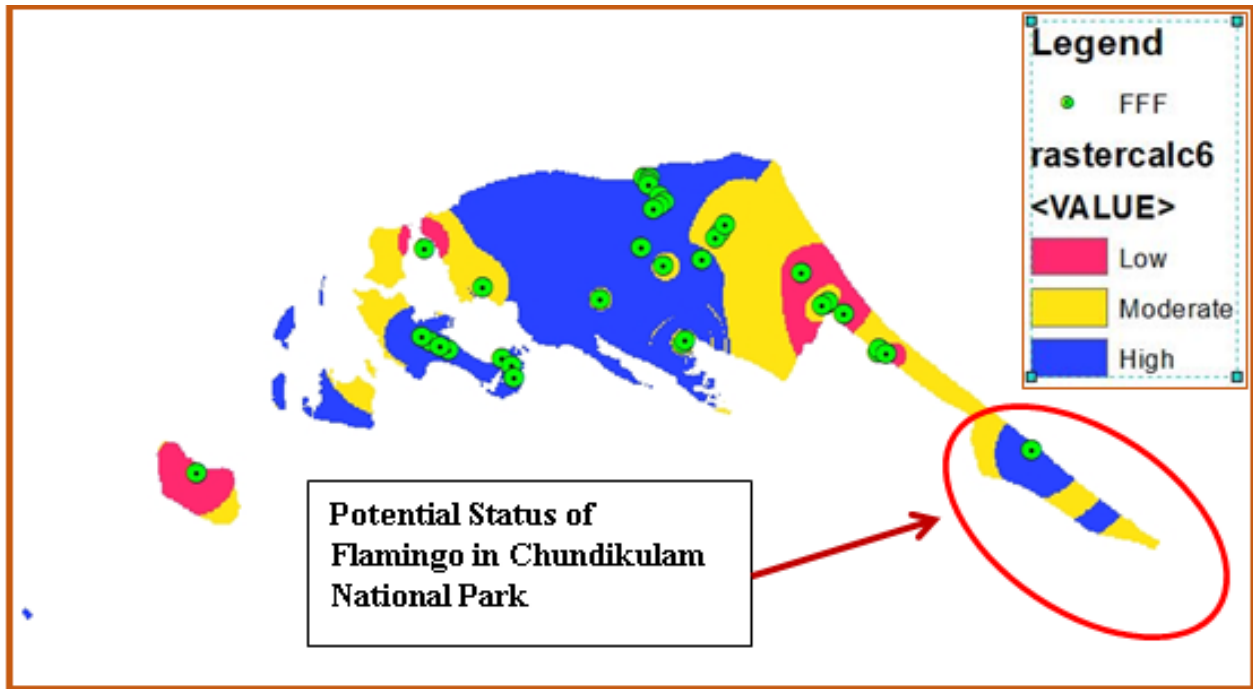 Legend
FFF
rastercalc6
<VALUE>
Low
Moderate
High
Potential Status of
Flamingo in Chundikulam
National Park